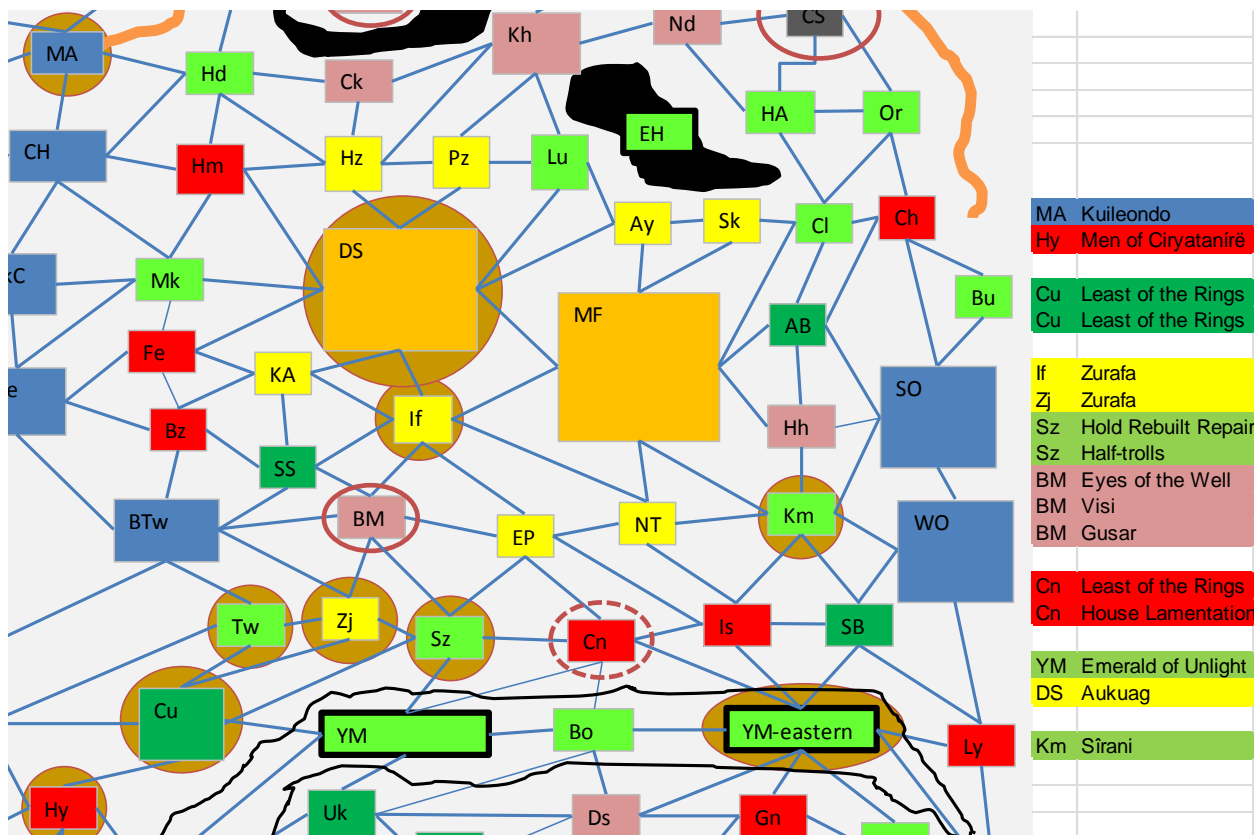 CS
Nd
Kh
MA
Hd
Ck
HA
Or
EH
CH
Hm
Hz
Pz
Lu
Ay
Sk
Cl
Ch
DS
kC
Mk
Bu
MF
AB
Fe
KA
e
If
SO
Bz
Hh
SS
BM
BTw
EP
NT
Km
WO
Tw
Zj
Sz
Cn
Is
SB
Cu
YM
Bo
YM-eastern
Ly
Hy
Uk
Ds
Gn
MA Kuileondo
Hy Men of Ciryatanírë
Cu Least of the Rings
Cu Least of the Rings
If Zurafa
Zj Zurafa
Sz Hold Rebuilt Repair
Sz Half-trolls
BM Eyes of the Well
BM Visi
BM Gusar
Cn Least of the Rings
Cn House Lamentation
YM Emerald of Unlight
DS Aukuag
Km Sîrani